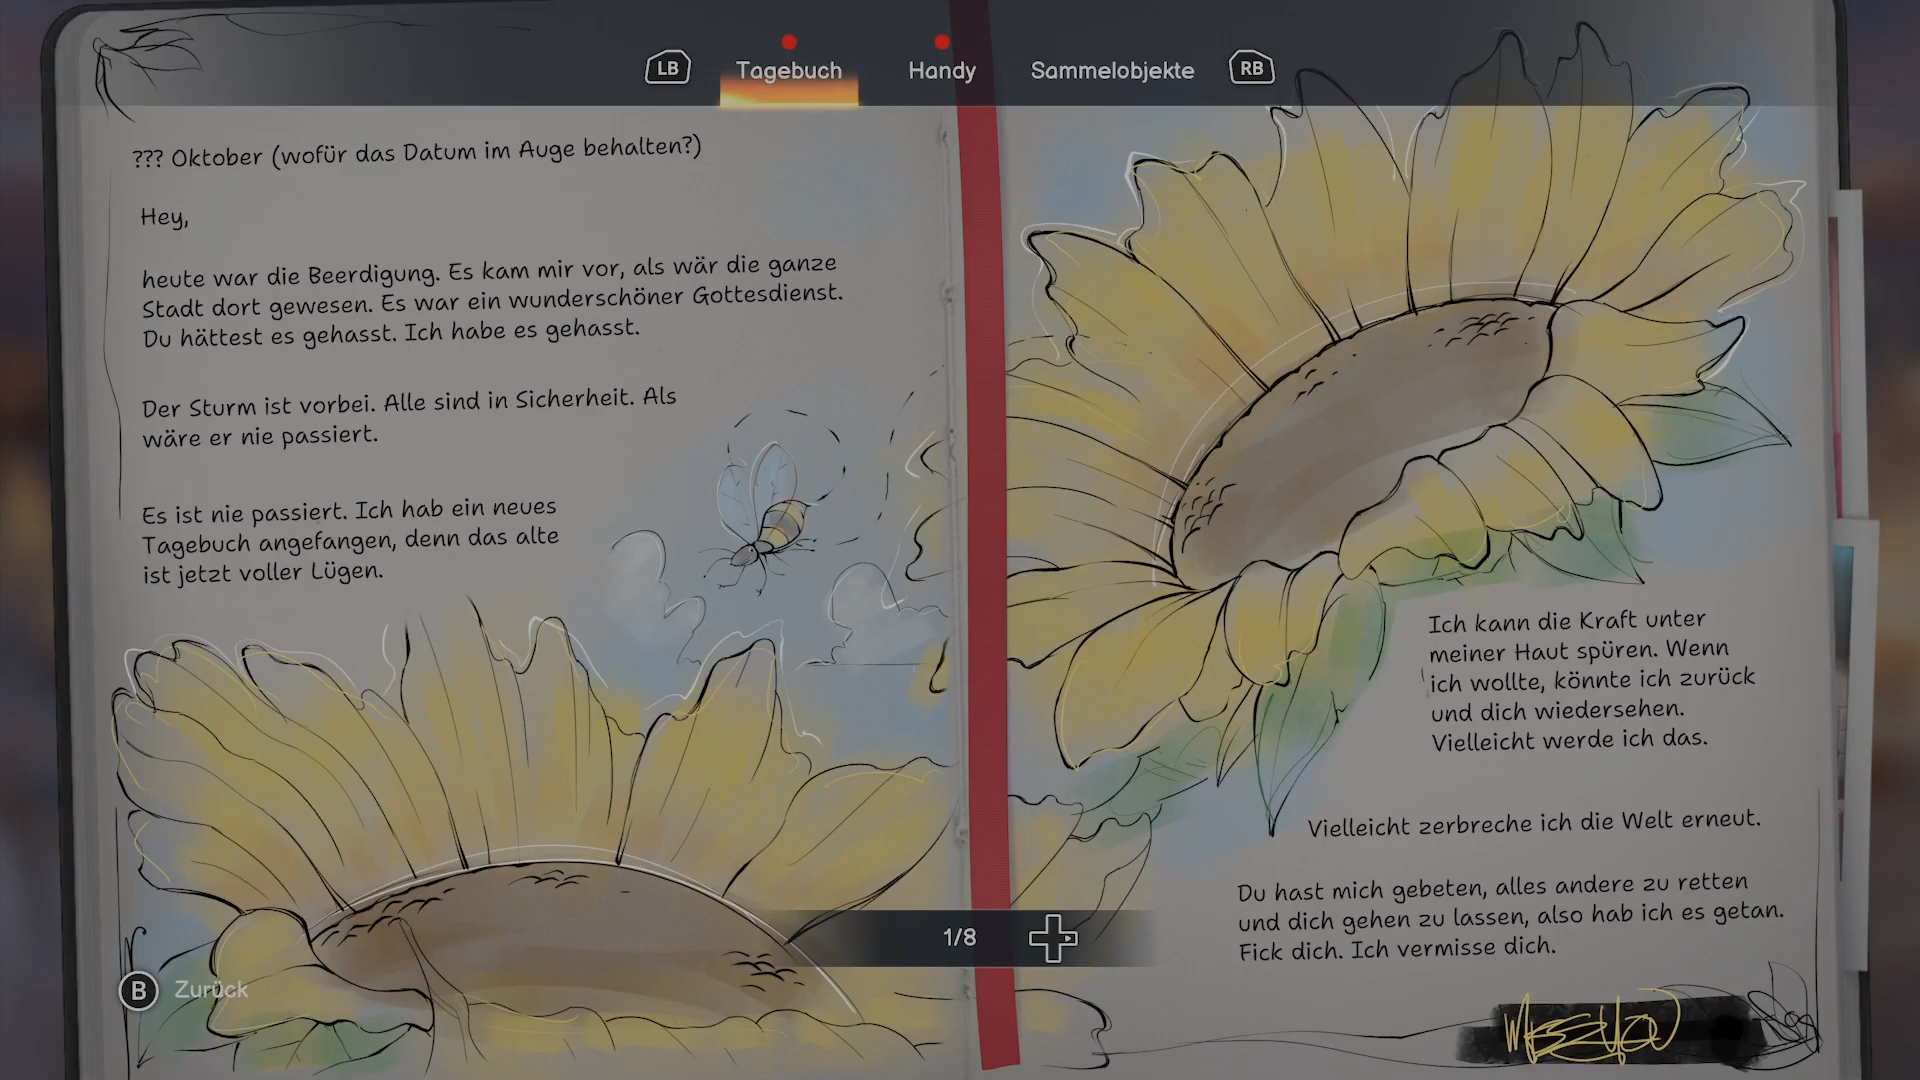 LB Tagebuch Handy Sammelobjekte RB
??? Oktober (wofür das Datum im Auge behalten?)
Hey,
heute war die Beerdigung. Es kam mir vor, als wär die ganze
Stadt dort gewesen. Es war ein wunderschöner Gottesdienst.
Du hättest es gehasst. Ich habe es gehasst.
Der Sturm ist vorbei. Alle sind in Sicherheit. Als
wäre er nie passiert.
Es ist nie passiert. Ich hab ein neues
Tagebuch angefangen, denn das alte
ist jetzt voller Lügen.
Ich kann die Kraft unter
meiner Haut spüren. Wenn
ich wollte, könnte ich zurück
und dich wiedersehen.
Vielleicht werde ich das.
Vielleicht zerbreche ich die Welt erneut.
Du hast mich gebeten, alles andere zu retten
und dich gehen zu lassen, also hab ich es getan.
Fick dich. Ich vermisse dich.
1/8
B Zurück